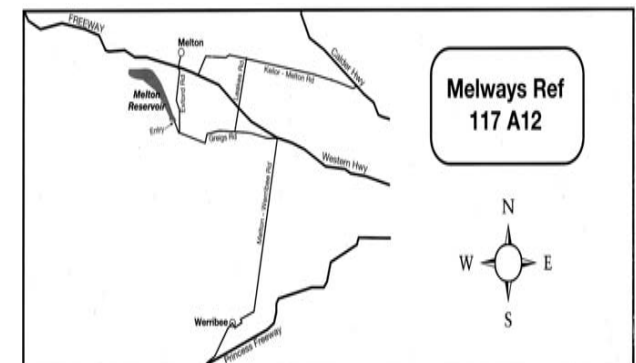 FREEWAY
Melton
Calder Hwy
Keilor - Melton Rd
Melton
Reservoir
Exford Rd
Entry
Greigs Rd
Western Hwy
Melton - Werribee Rd
Werribee
Princess Freeway
Melways Ref
117 A12
N
W
E
S